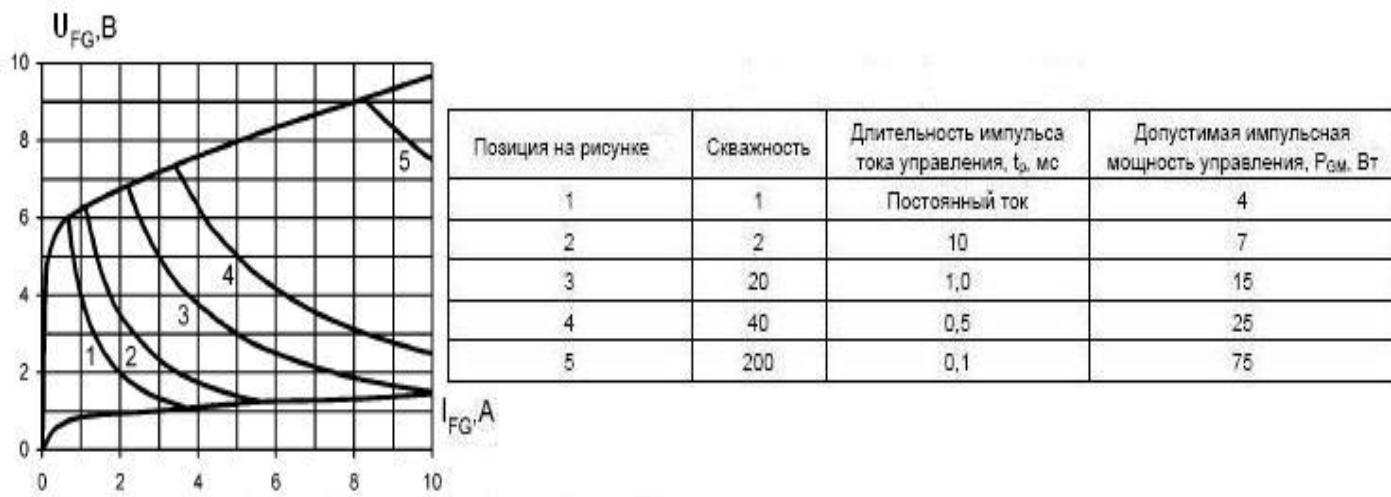 U_FG,В
10
8
6
4
2
0
1
2
3
4
5
0 2 4 6 8 10
I_FG,А
Позиция на рисунке
Скважность
Длительность импульса
тока управления, tр, мс
Допустимая импульсная
мощность управления, PGM, Вт
1 1 Постоянный ток 4
2 2 10 7
3 20 1,0 15
4 40 0,5 25
5 200 0,1 75